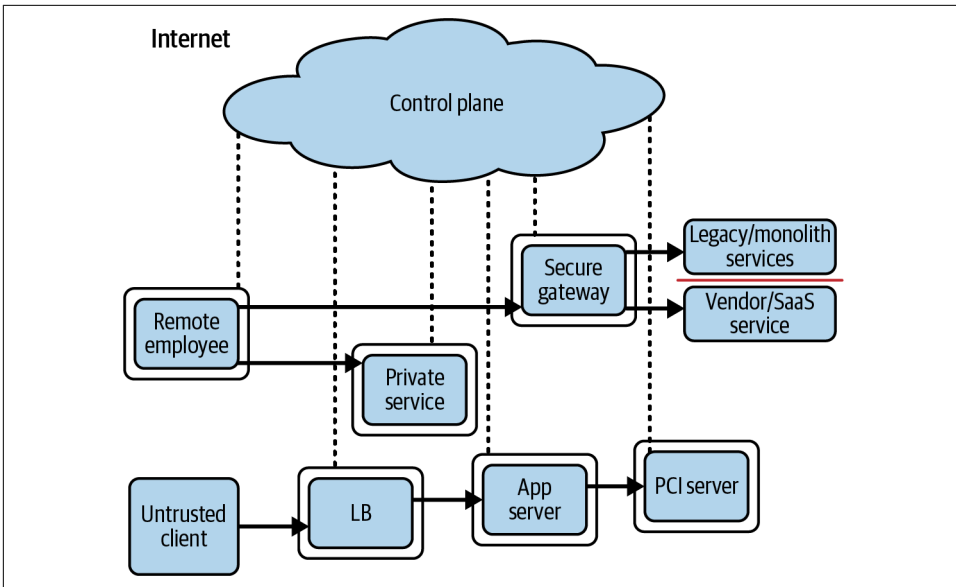 Internet
Control plane
Legacy/monolith
services
Secure
gateway
Vendor/SaaS
service
Remote
employee
Private
service
Untrusted
client
LB
App
server
PCI server